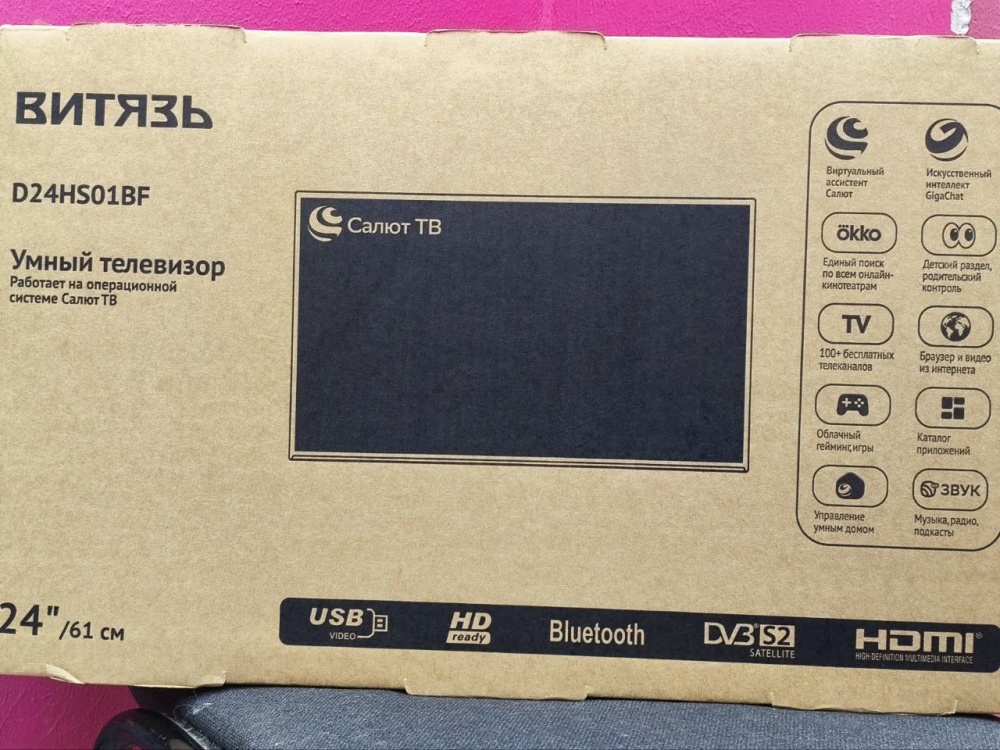 ВИТЯЗЬ
D24HS01BF
Умный телевизор
Работает на операционной
системе Салют ТВ
Салют ТВ
Виртуальный
ассистент
Салют
Искусственный
интеллект
GigaChat
öккo
Единый поиск
по всем онлайн-
кинотеатрам
Детский раздел,
родительский
контроль
TV
100+ бесплатных
телеканалов
Браузер и видео
из интернета
Облачный
гейминг,игры
Каталог
приложений
Управление
умным домом
ЗВУК
Музыка,радио,
подкасты
24"/61 см
USB
VIDEO
HD
ready
Bluetooth
DVB S2
SATELLITE
HDMI®
HIGH-DEFINITION MULTIMEDIA INTERFACE